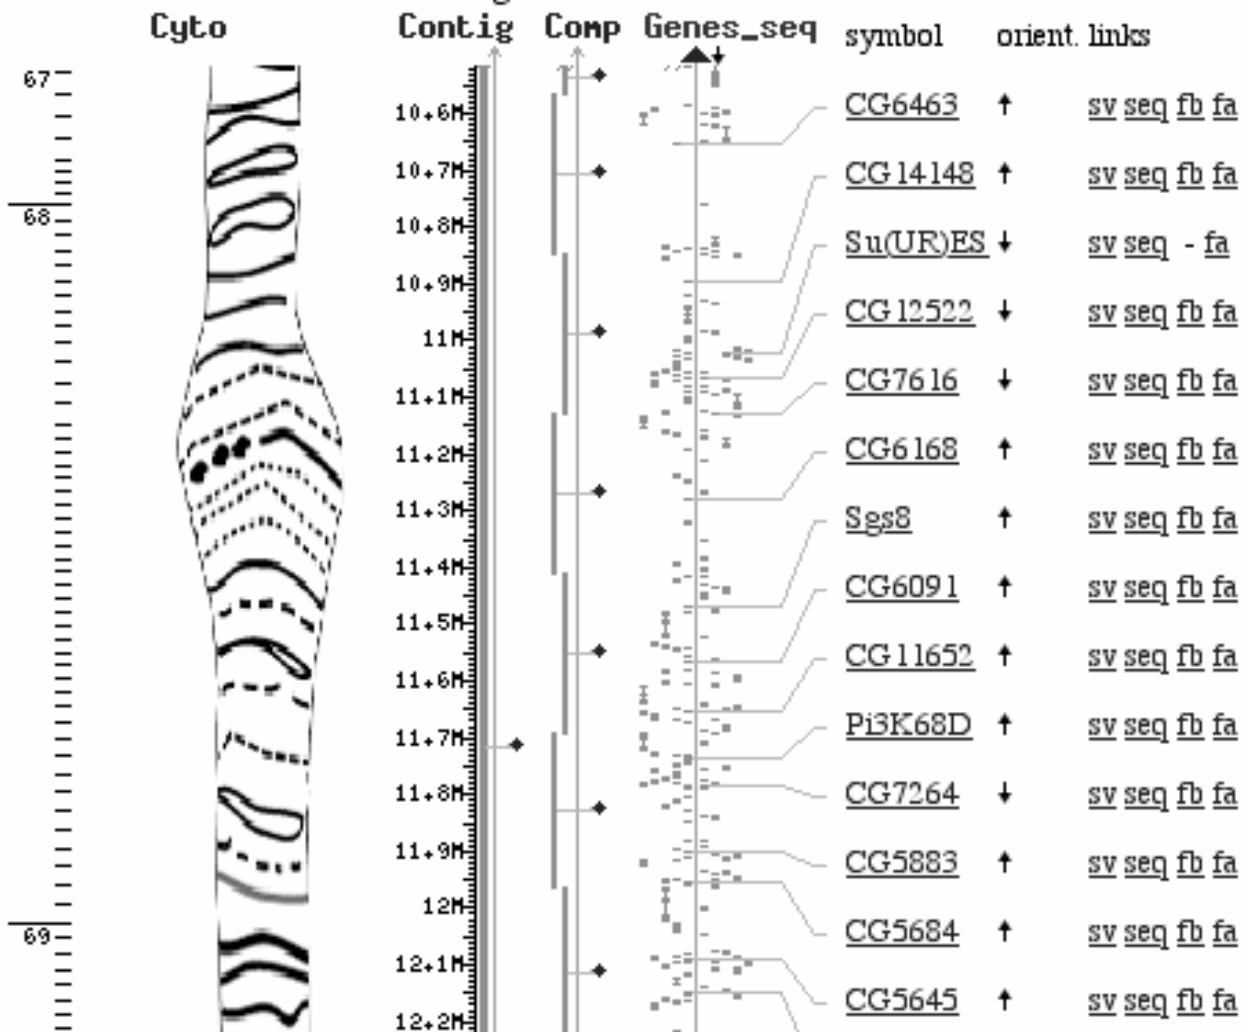 Cyto Contig Comp Genes_seq symbol orient. links
67
10.6M CG6463 sv seq fb fa
10.7M CG14148 sv seq fb fa
68
10.8M Su(UR)ES sv seq - fa
10.9M CG12522 sv seq fb fa
11M
11.1M CG7616 sv seq fb fa
11.2M CG6168 sv seq fb fa
11.3M Sgs8 sv seq fb fa
11.4M CG6091 sv seq fb fa
11.5M
11.6M CG11652 sv seq fb fa
11.7M Pi3K68D sv seq fb fa
11.8M CG7264 sv seq fb fa
11.9M CG5883 sv seq fb fa
12M
69 CG5684 sv seq fb fa
12.1M CG5645 sv seq fb fa
12.2M